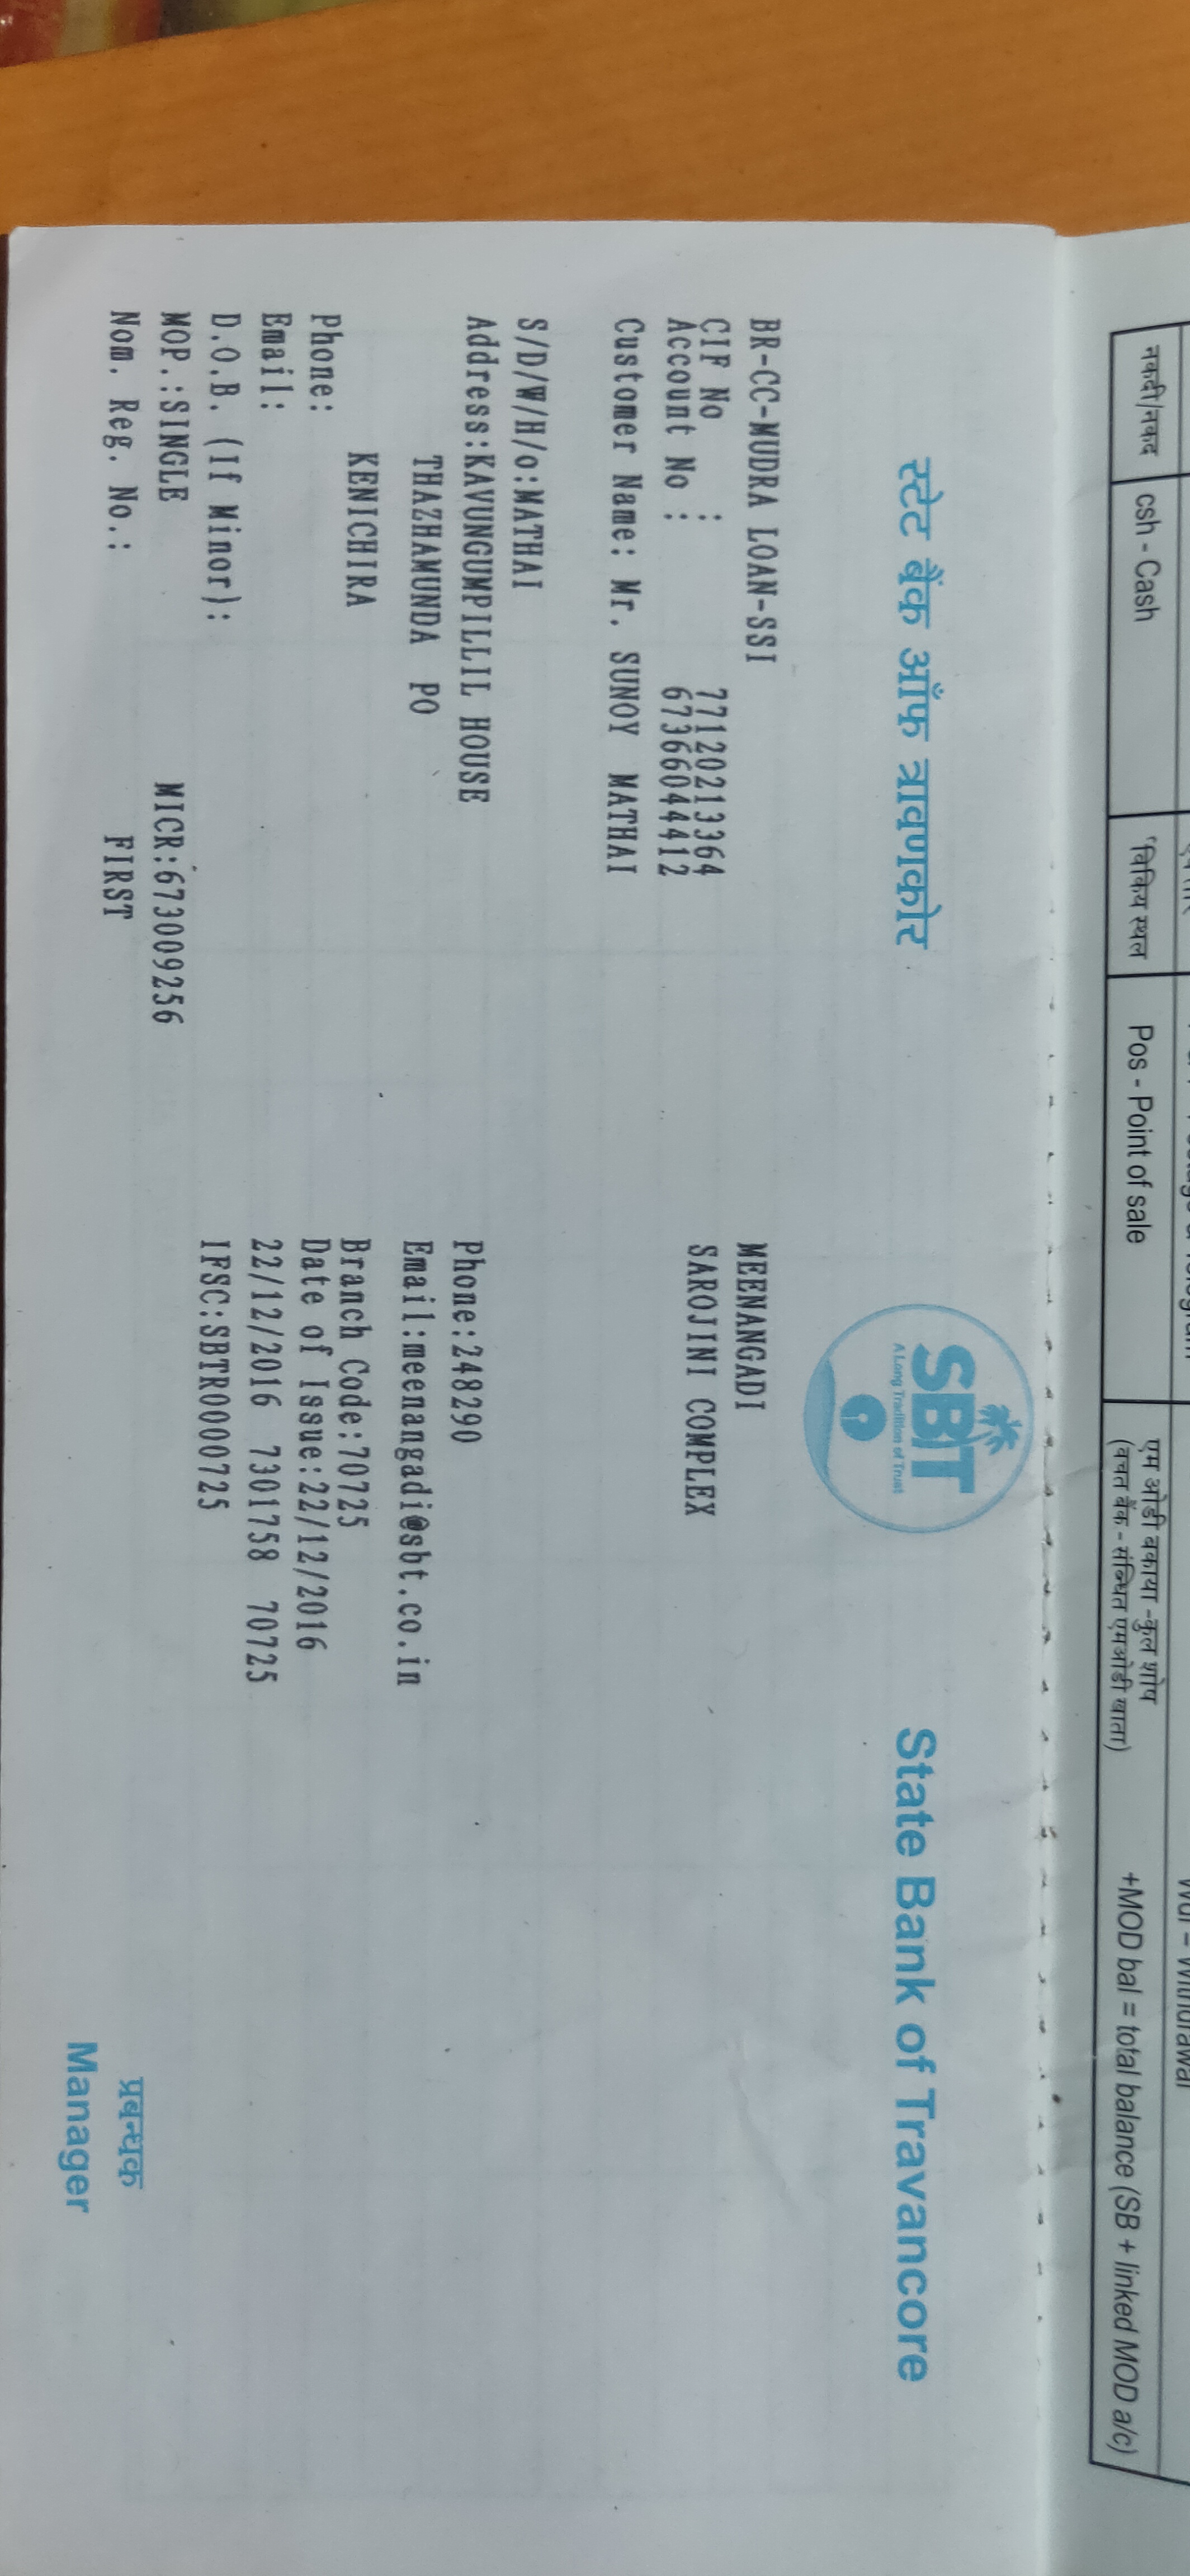 नकदी/नकद csh - Cash विकिय स्थल Pos - Point of sale एम ओडी बकाया -कुल शेष +MOD bal = total balance (SB + linked MOD a/c)
(बचत बैंक - संन्धित एमओडी खाता)
स्टेट बैंक ऑफ त्रावणकोर
SBT
A Long Tradition of Trust
State Bank of Travancore
BR-CC-MUDRA LOAN-SSI
CIF No : 77120213364
Account No : 67366044412
Customer Name: Mr. SUNOY MATHAI
S/D/W/H/o:MATHAI
Address:KAVUNGUMPILLIL HOUSE
THAZHAMUNDA PO
KENICHIRA
Phone:
Email:
D.O.B. (If Minor):
MOP.:SINGLE MICR:673009256
Nom. Reg. No.: FIRST
MEENANGADI
SAROJINI COMPLEX
Phone:248290
Email:meenangadi@sbt.co.in
Branch Code:70725
Date of Issue:22/12/2016
22/12/2016 7301758 70725
IFSC:SBTR0000725
प्रबन्धक
Manager